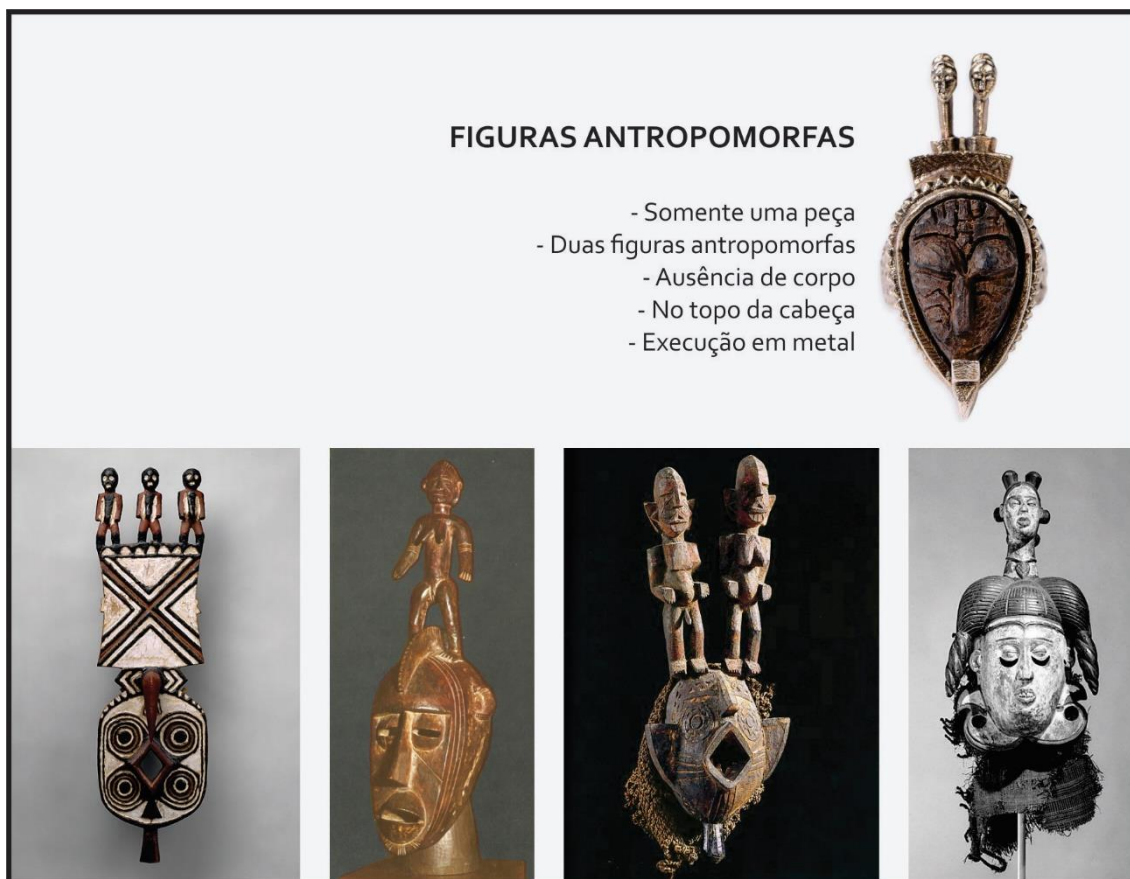 FIGURAS ANTROPOMORFAS
- Somente uma peça
- Duas figuras antropomorfas
- Ausência de corpo
- No topo da cabeça
- Execução em metal